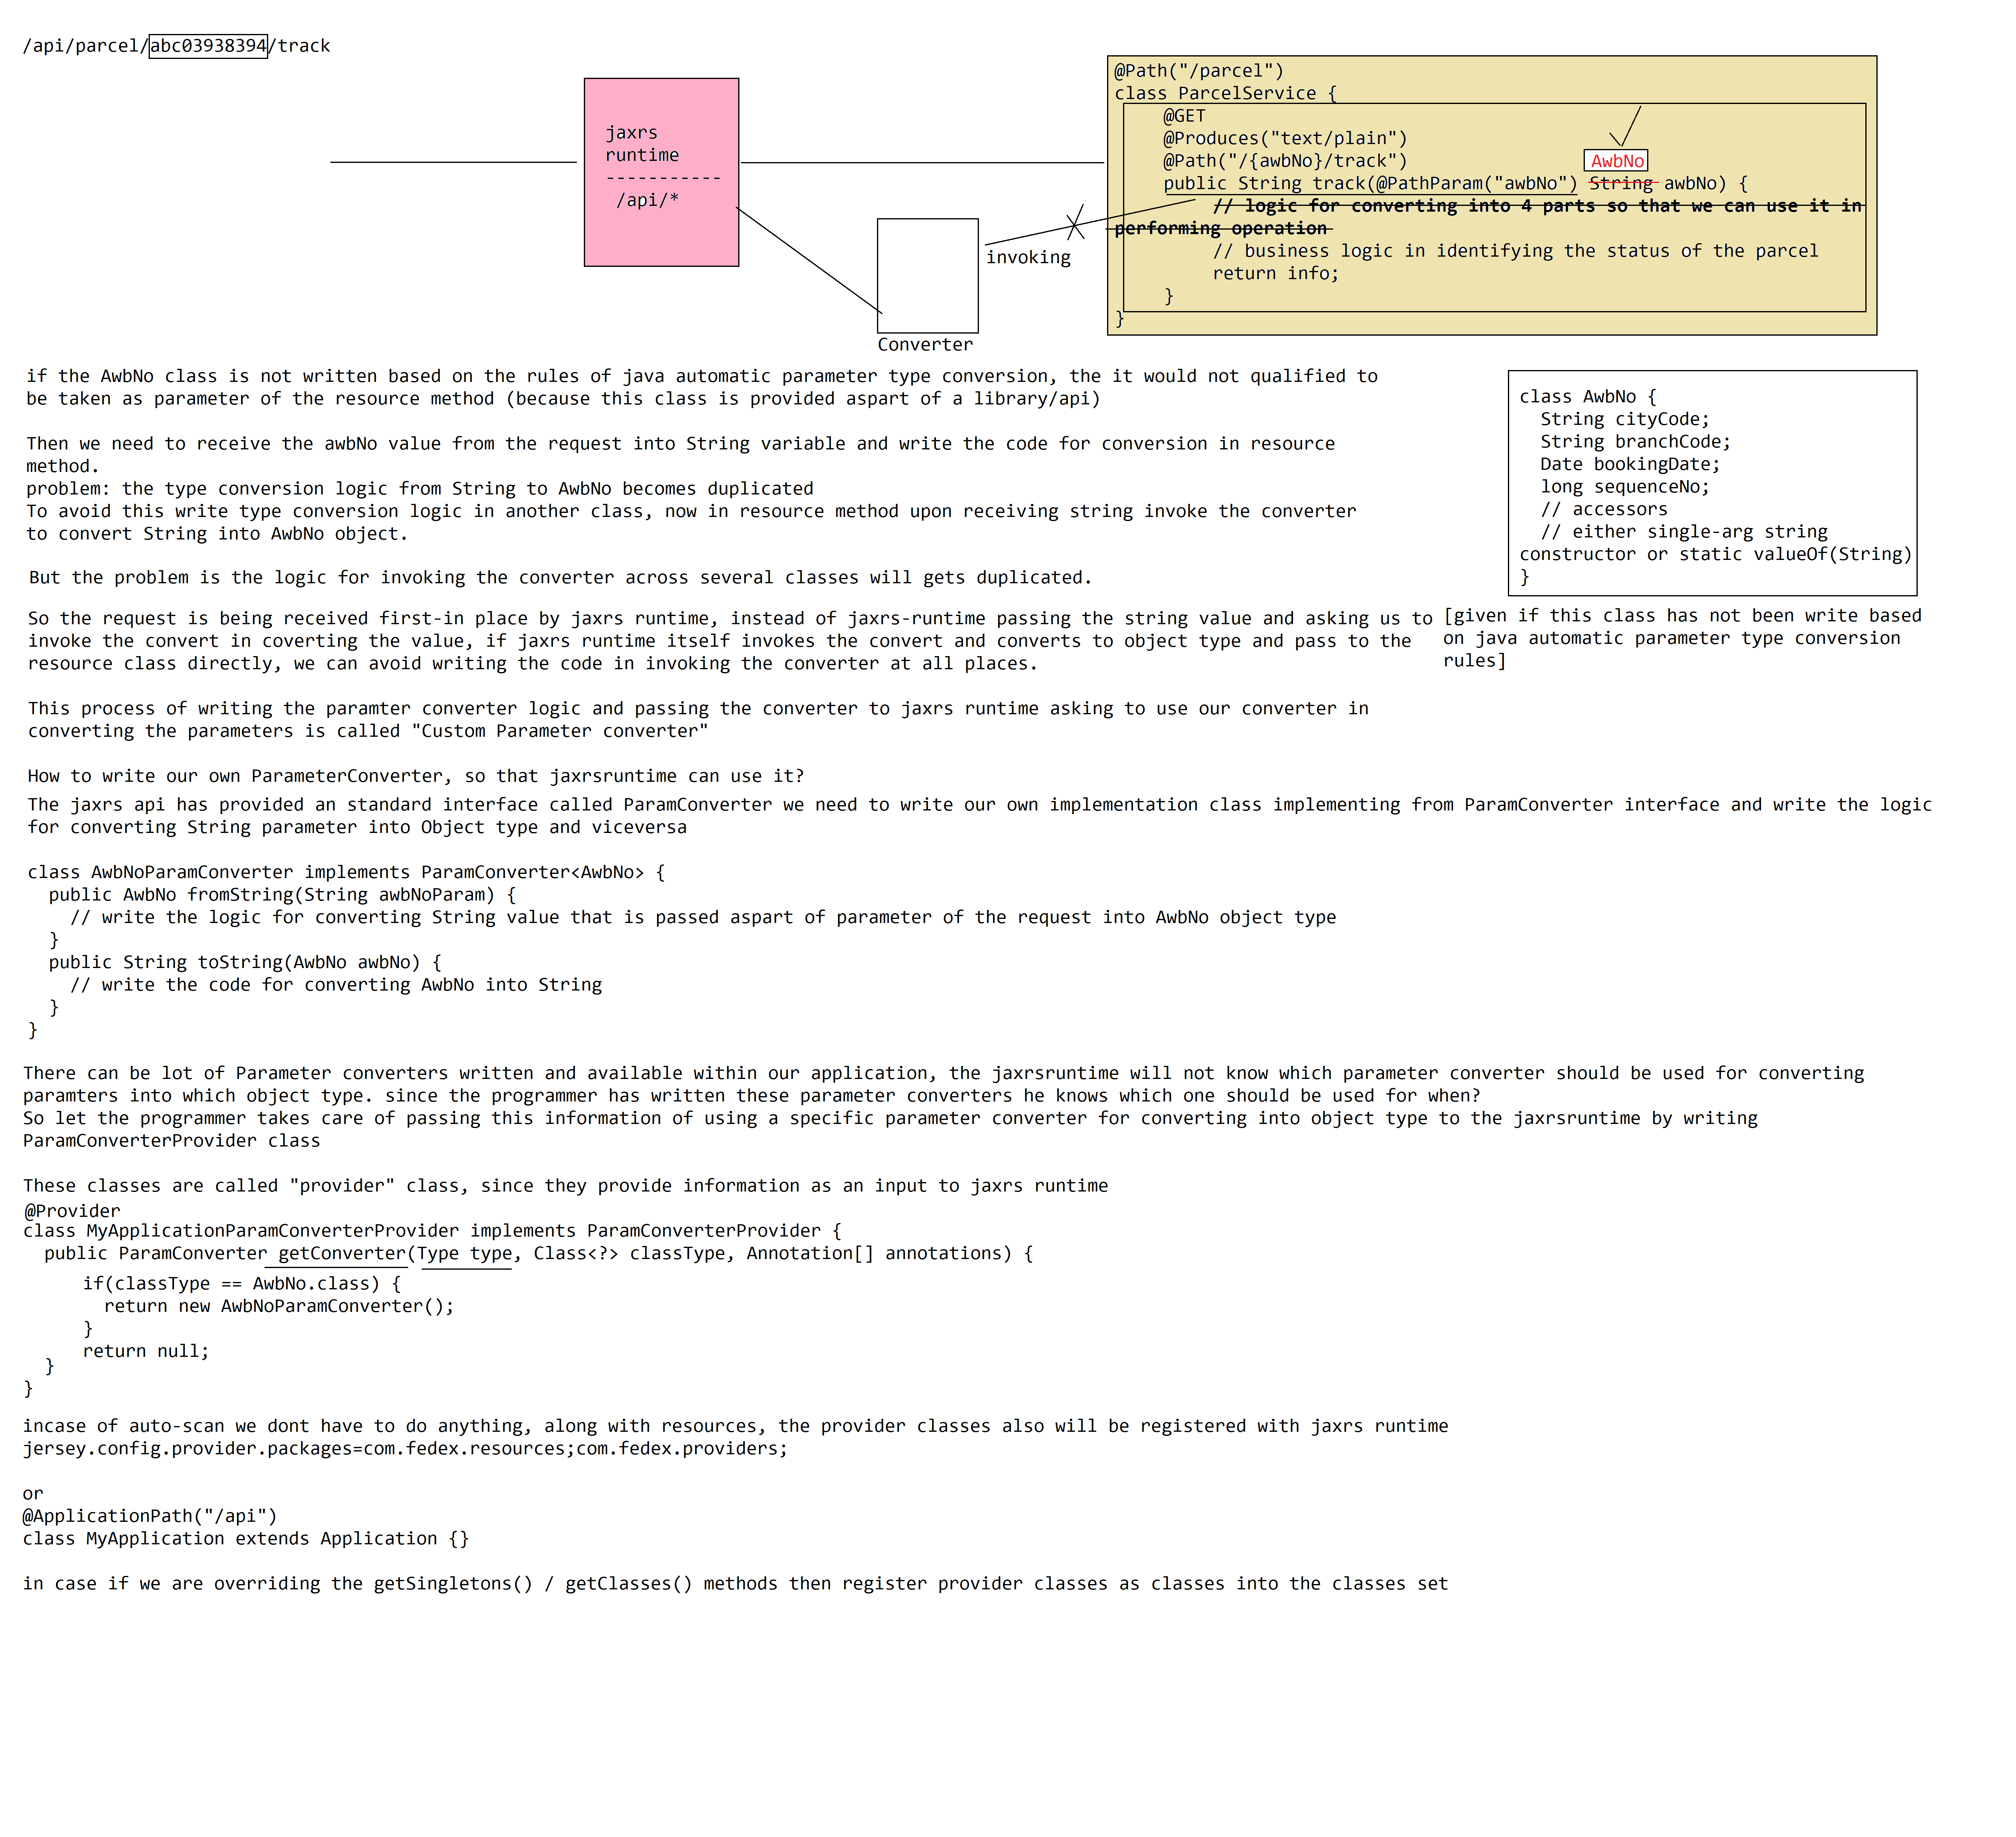 /api/parcel/abc03938394/track
jaxrs
runtime
-----------
/api/*
@Path("/parcel")
class ParcelService {
@GET
@Produces("text/plain")
@Path("/{awbNo}/track")
AwbNo
public String track(@PathParam("awbNo") String awbNo) {
// logic for converting into 4 parts so that we can use it in
performing operation
// business logic in identifying the status of the parcel
return info;
}
}
invoking
Converter
if the AwbNo class is not written based on the rules of java automatic parameter type conversion, the it would not qualified to
be taken as parameter of the resource method (because this class is provided aspart of a library/api)
Then we need to receive the awbNo value from the request into String variable and write the code for conversion in resource
method.
problem: the type conversion logic from String to AwbNo becomes duplicated
To avoid this write type conversion logic in another class, now in resource method upon receiving string invoke the converter
to convert String into AwbNo object.
But the problem is the logic for invoking the converter across several classes will gets duplicated.
class AwbNo {
String cityCode;
String branchCode;
Date bookingDate;
long sequenceNo;
// accessors
// either single-arg string
constructor or static valueOf(String)
}
[given if this class has not been write based
on java automatic parameter type conversion
rules]
So the request is being received first-in place by jaxrs runtime, instead of jaxrs-runtime passing the string value and asking us to
invoke the convert in coverting the value, if jaxrs runtime itself invokes the convert and converts to object type and pass to the
resource class directly, we can avoid writing the code in invoking the converter at all places.
This process of writing the paramter converter logic and passing the converter to jaxrs runtime asking to use our converter in
converting the parameters is called "Custom Parameter converter"
How to write our own ParameterConverter, so that jaxrsruntime can use it?
The jaxrs api has provided an standard interface called ParamConverter we need to write our own implementation class implementing from ParamConverter interface and write the logic
for converting String parameter into Object type and viceversa
class AwbNoParamConverter implements ParamConverter<AwbNo> {
public AwbNo fromString(String awbNoParam) {
// write the logic for converting String value that is passed aspart of parameter of the request into AwbNo object type
}
public String toString(AwbNo awbNo) {
// write the code for converting AwbNo into String
}
}
There can be lot of Parameter converters written and available within our application, the jaxrsruntime will not know which parameter converter should be used for converting
paramters into which object type. since the programmer has written these parameter converters he knows which one should be used for when?
So let the programmer takes care of passing this information of using a specific parameter converter for converting into object type to the jaxrsruntime by writing
ParamConverterProvider class
These classes are called "provider" class, since they provide information as an input to jaxrs runtime
@Provider
class MyApplicationParamConverterProvider implements ParamConverterProvider {
public ParamConverter getConverter(Type type, Class<?> classType, Annotation[] annotations) {
if(classType == AwbNo.class) {
return new AwbNoParamConverter();
}
return null;
}
}
incase of auto-scan we dont have to do anything, along with resources, the provider classes also will be registered with jaxrs runtime
jersey.config.provider.packages=com.fedex.resources;com.fedex.providers;
or
@ApplicationPath("/api")
class MyApplication extends Application {}
in case if we are overriding the getSingletons() / getClasses() methods then register provider classes as classes into the classes set